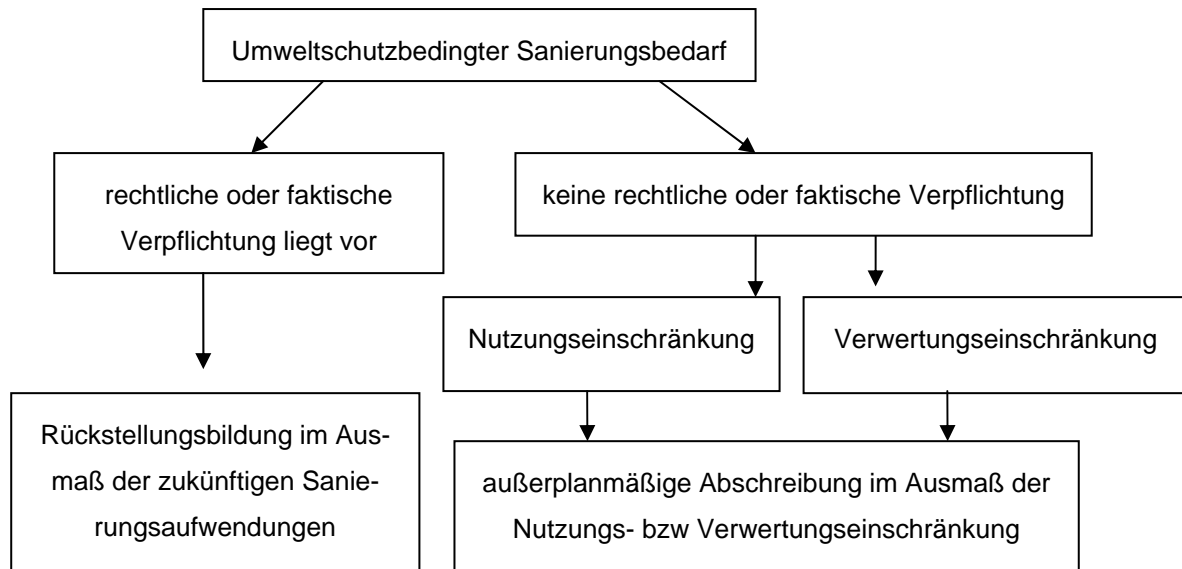 Umweltschutzbedingter Sanierungsbedarf
rechtliche oder faktische
Verpflichtung liegt vor
keine rechtliche oder faktische Verpflichtung
Nutzungseinschränkung
Verwertungseinschränkung
Rückstellungsbildung im Aus-
maß der zukünftigen Sanie-
rungsaufwendungen
außerplanmäßige Abschreibung im Ausmaß der
Nutzungs- bzw Verwertungseinschränkung